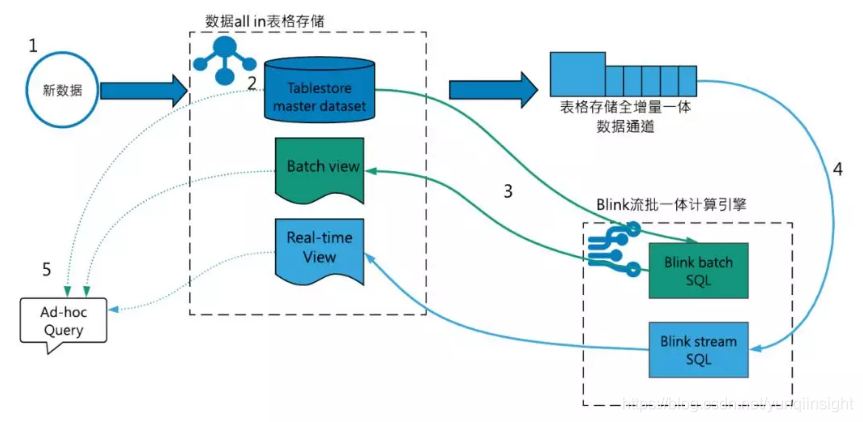 1
新数据
数据all in表格存储
2
Tablestore
master dataset
Batch view
Real-time
View
表格存储全增量一体
数据通道
3
4
Blink流批一体计算引擎
Blink batch
SQL
Blink stream
SQL
5
Ad-hoc
Query
https://blog.csdn.net/yunqiinsight